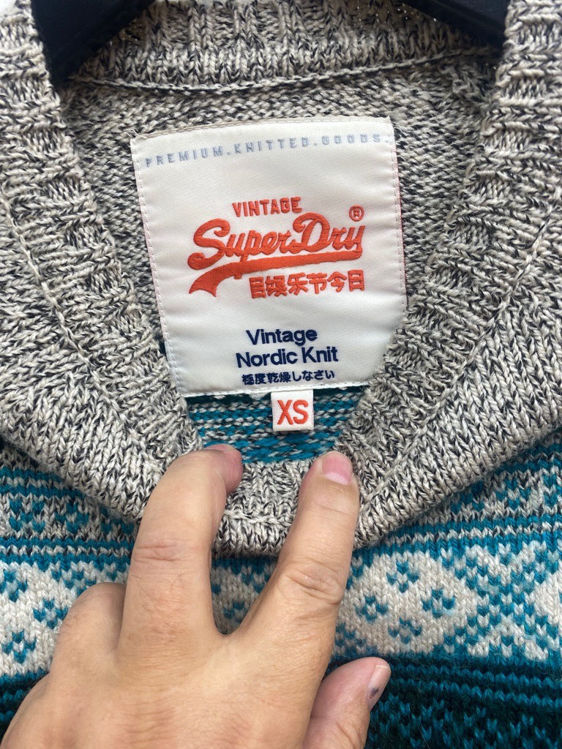 PREMIUM.KNITTED.GOODS.
VINTAGE
SuperDry®
目娱乐节今日
Vintage
Nordic Knit
極度乾燥しなさい
XS